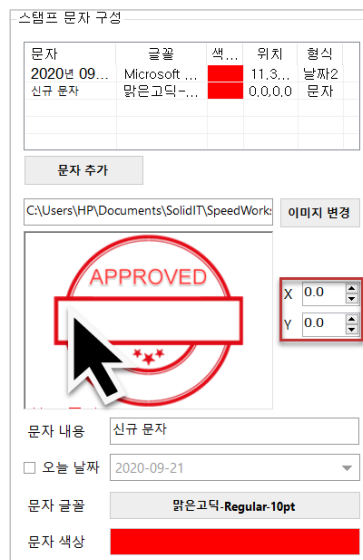 스탬프 문자 구성
문자 글꼴 색... 위치 형식
2020년 09... Microsoft ... 11,3... 날짜2
신규 문자 맑은고딕-... 0,0,0,0 문자
문자 추가
C:\Users\HP\Documents\SolidIT\SpeedWork: 이미지 변경
APPROVED
X 0.0
Y 0.0
문자 내용 신규 문자
오늘 날짜 2020-09-21
문자 글꼴 맑은고딕-Regular-10pt
문자 색상